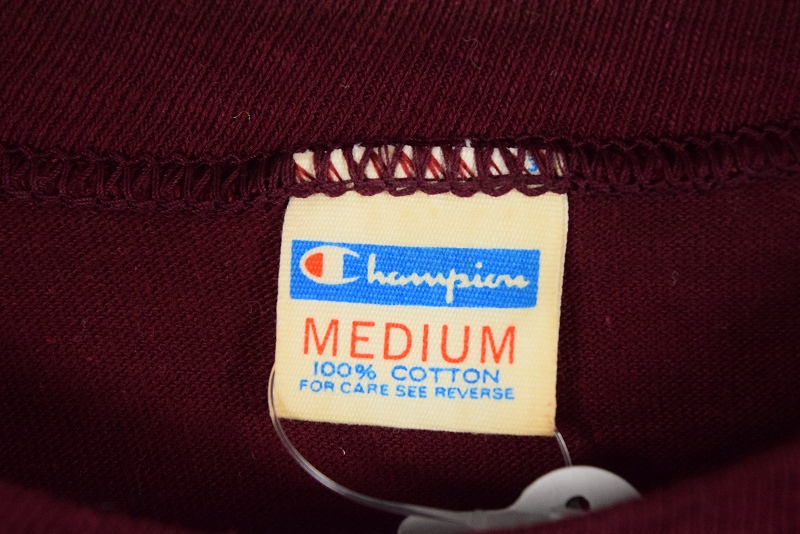 Champion
MEDIUM
100% COTTON
FOR CARE SEE REVERSE